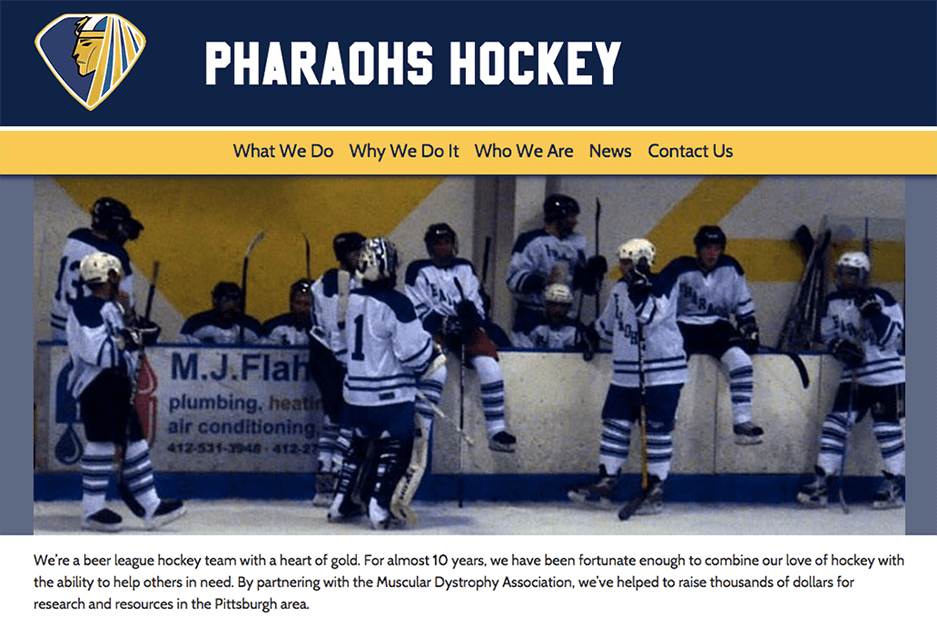 PHARAOHS HOCKEY
What We Do Why We Do It Who We Are News Contact Us
13
1
M.J.Flah
plumbing, heatin
air conditioning
412-531-3948 - 412-27
We're a beer league hockey team with a heart of gold. For almost 10 years, we have been fortunate enough to combine our love of hockey with
the ability to help others in need. By partnering with the Muscular Dystrophy Association, we've helped to raise thousands of dollars for
research and resources in the Pittsburgh area.